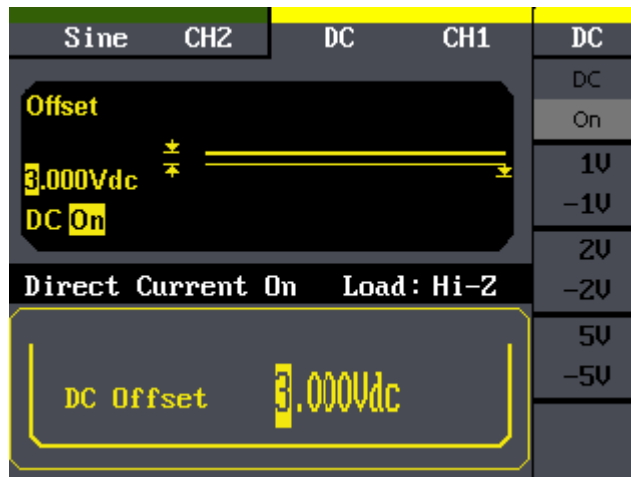 Sine CH2 DC CH1 DC
DC
On
Offset
3.000Vdc
DC On
1V
-1V
2V
-2V
Direct Current On Load: Hi-Z
5V
-5V
DC Offset 3.000Vdc